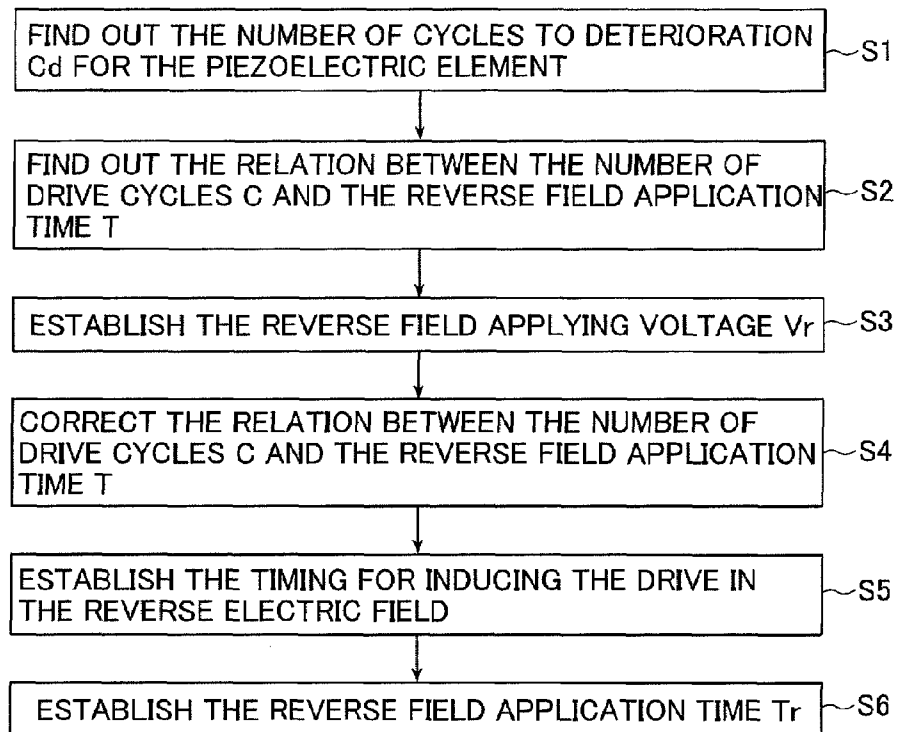 FIND OUT THE NUMBER OF CYCLES TO DETERIORATION
Cd FOR THE PIEZOELECTRIC ELEMENT
S1
FIND OUT THE RELATION BETWEEN THE NUMBER OF
DRIVE CYCLES C AND THE REVERSE FIELD APPLICATION
TIME T
S2
ESTABLISH THE REVERSE FIELD APPLYING VOLTAGE Vr
S3
CORRECT THE RELATION BETWEEN THE NUMBER OF
DRIVE CYCLES C AND THE REVERSE FIELD APPLICATION
TIME T
S4
ESTABLISH THE TIMING FOR INDUCING THE DRIVE IN
THE REVERSE ELECTRIC FIELD
S5
ESTABLISH THE REVERSE FIELD APPLICATION TIME Tr
S6